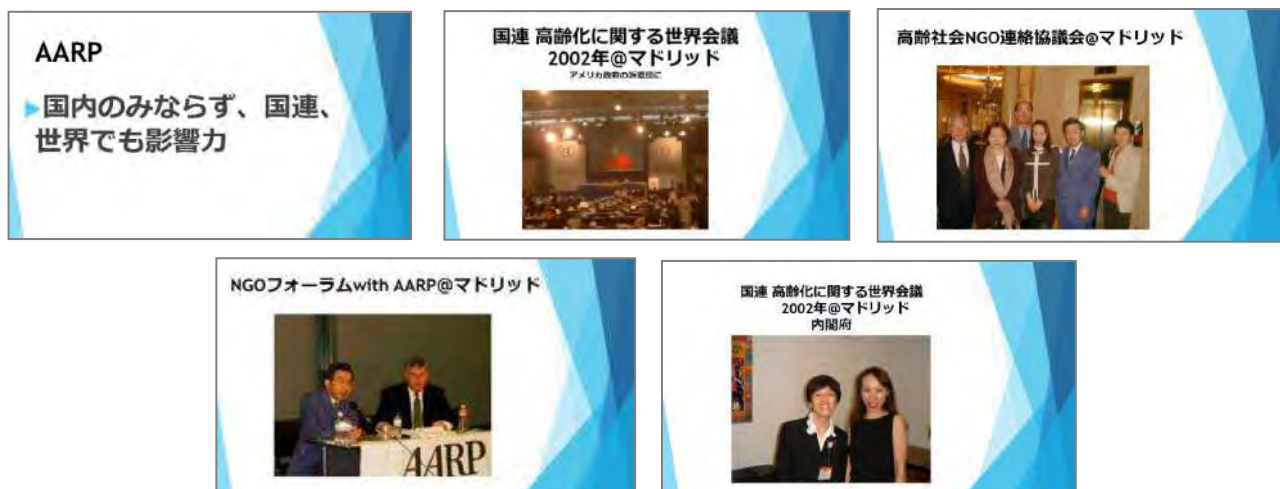 AARP
▶国内のみならず、国連、
世界でも影響力
国連 高齢化に関する世界会議
2002年@マドリッド
アメリカ政府の派遣団に
高齢社会NGO連絡協議会@マドリッド
NGOフォーラムwith AARP@マドリッド
AARP
国連 高齢化に関する世界会議
2002年@マドリッド
内閣府